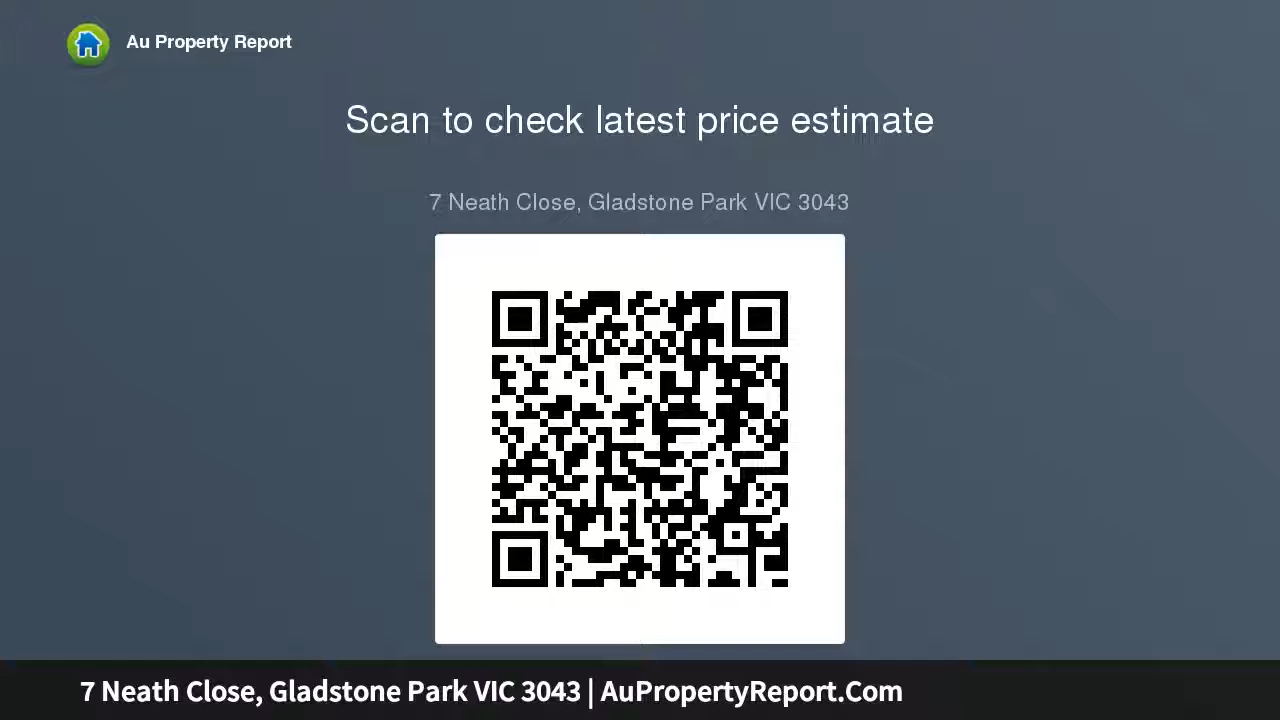 Au Property Report
Scan to check latest price estimate
7 Neath Close, Gladstone Park VIC 3043
7 Neath Close, Gladstone Park VIC 3043 | AuPropertyReport.Com